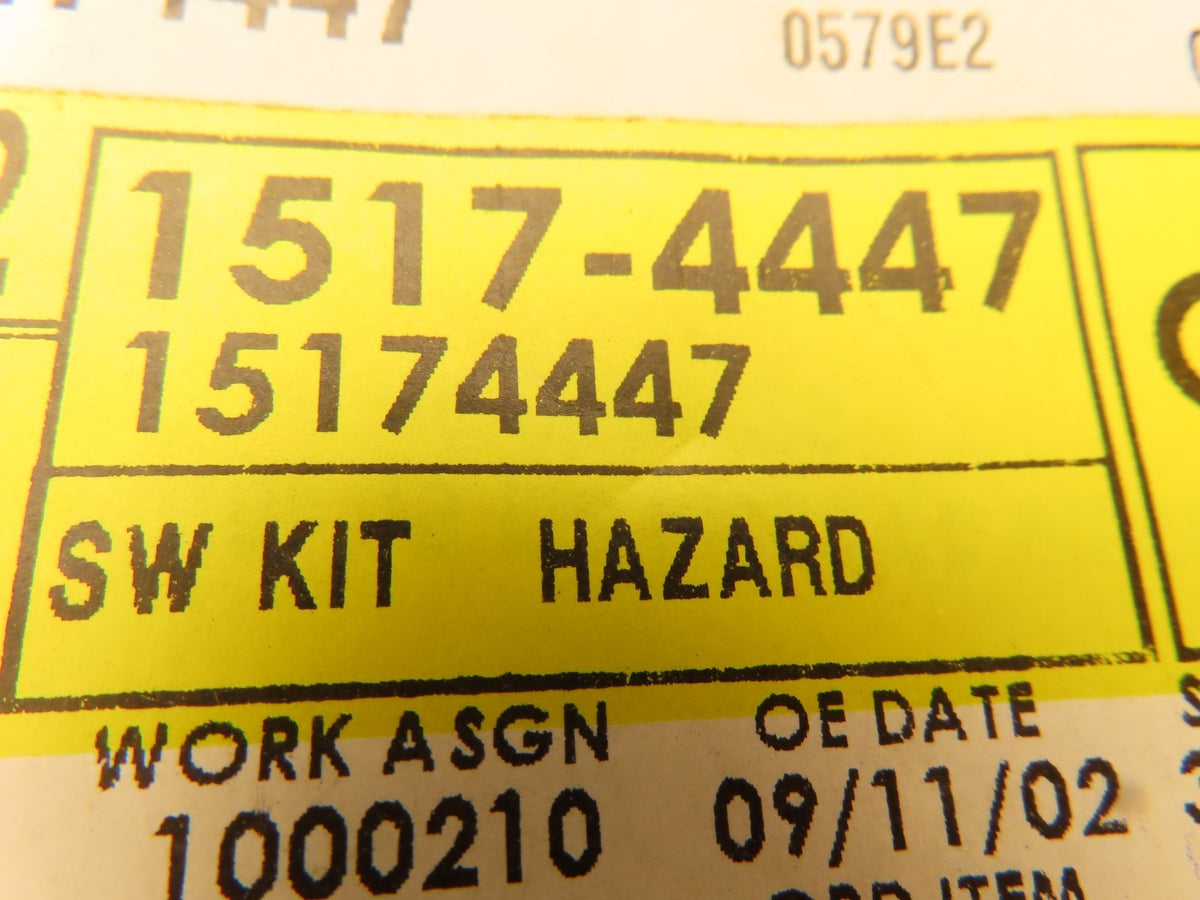 0579E2
1517-4447
15174447
SW KIT HAZARD
WORK ASGN OE DATE
1000210 09/11/02